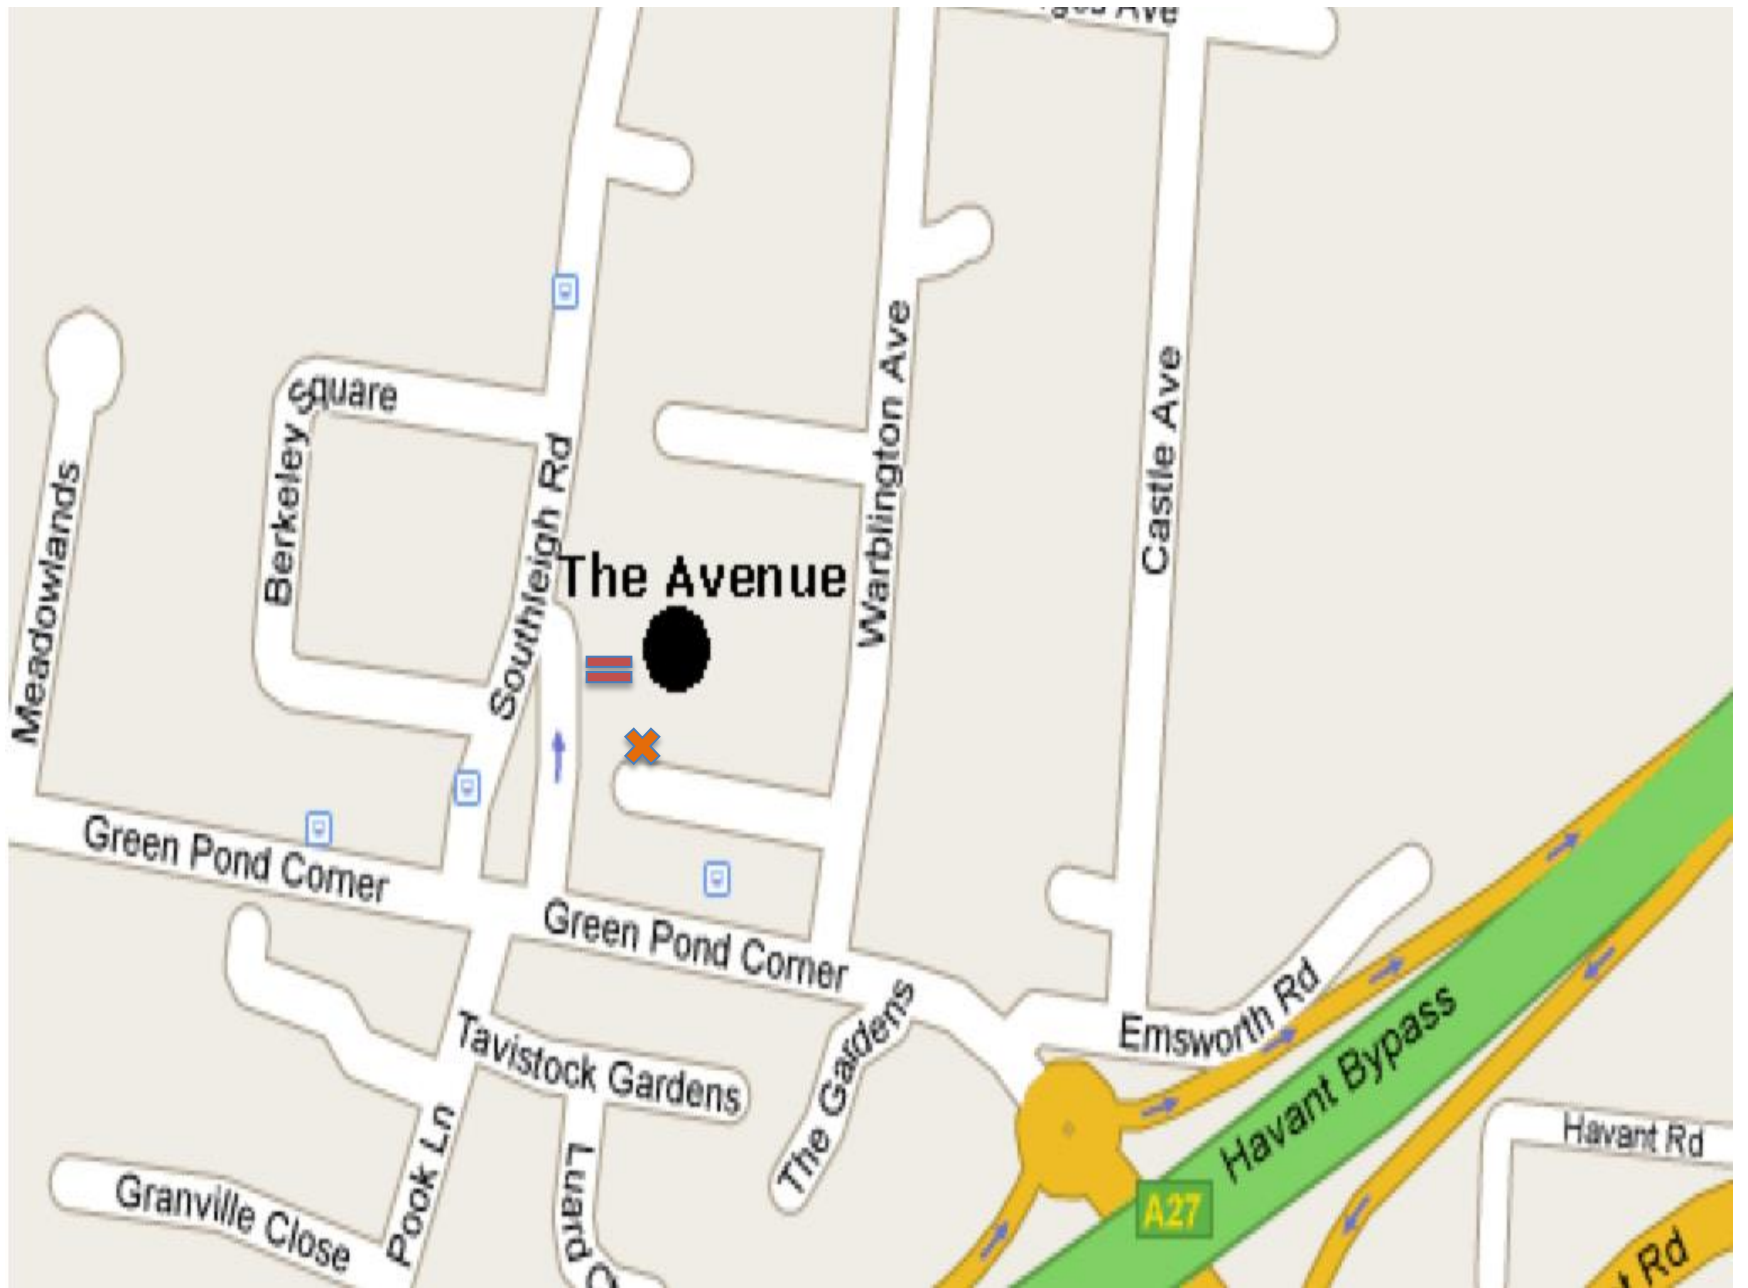 Ave
Square
Berkeley
Meadowlands
Southleigh Rd
Warblington Ave
Castle Ave
The Avenue
Green Pond Corner
Green Pond Corner
Tavistock Gardens
The Gardens
Emsworth Rd
Havant Bypass
A27
Havant Rd
Granville Close
Pook Ln
Luard
Rd